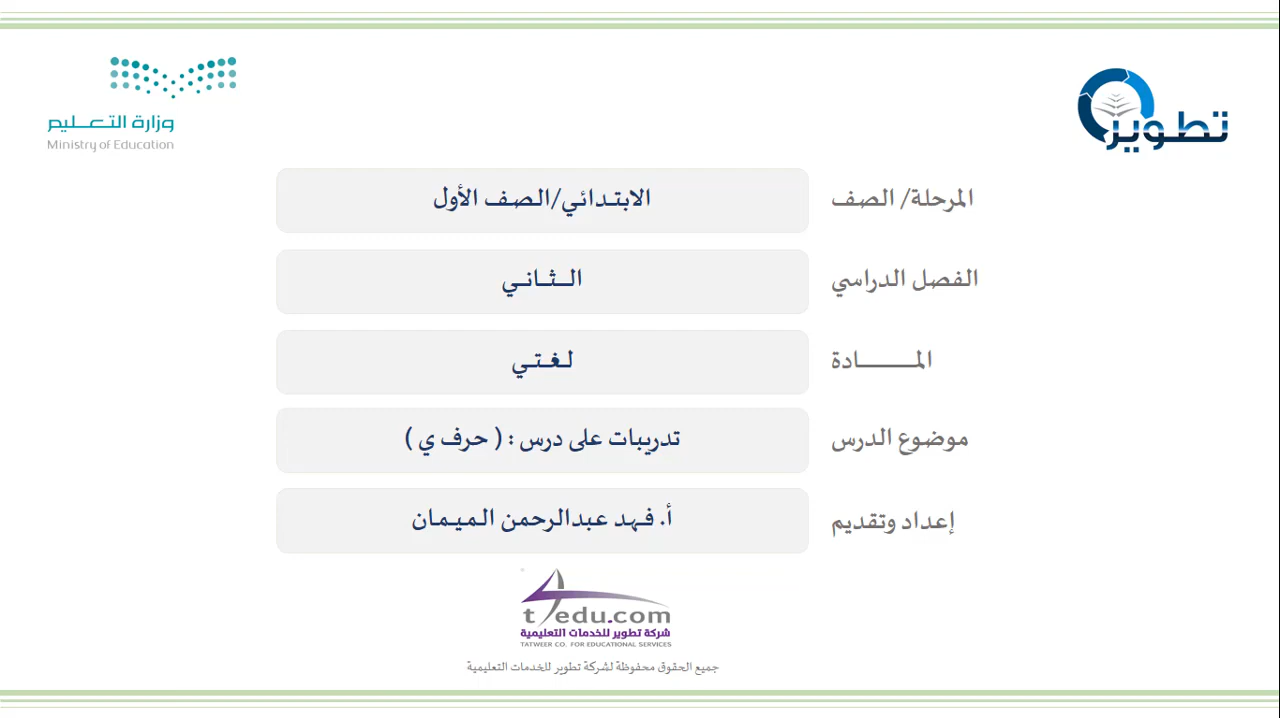 وزارة التعليم
Ministry of Education
تطوير
المرحلة/ الصف
الابتدائي/الصف الأول
الفصل الدراسي
الثاني
المادة
لغتي
موضوع الدرس
تدريبات على درس : ( حرف ي )
إعداد وتقديم
أ. فهد عبدالرحمن الميمان
t4edu.com
شركة تطوير للخدمات التعليمية
TATWEER CO. FOR EDUCATIONAL SERVICES
جميع الحقوق محفوظة لشركة تطوير للخدمات التعليمية